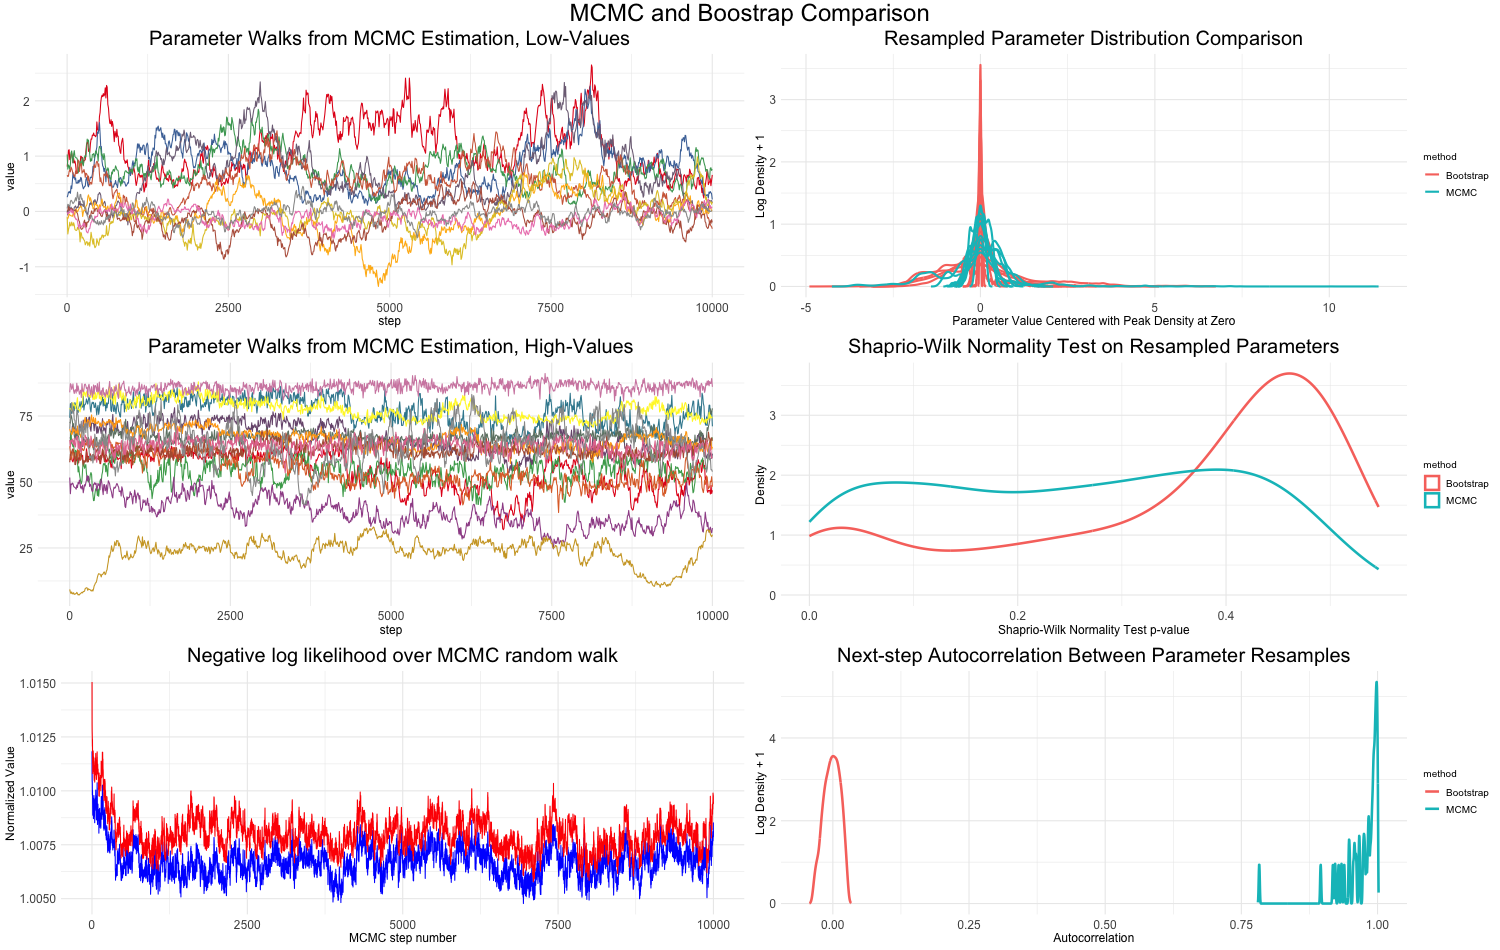 MCMC and Boostrap Comparison
Parameter Walks from MCMC Estimation, Low-Values
value
2
1
0
-1
0 2500 5000 7500 10000
step
Resampled Parameter Distribution Comparison
Log Density + 1
3
2
1
0
-5 0 5 10
Parameter Value Centered with Peak Density at Zero
method
Bootstrap
MCMC
Parameter Walks from MCMC Estimation, High-Values
value
75
50
25
0 2500 5000 7500 10000
step
Shaprio-Wilk Normality Test on Resampled Parameters
Density
3
2
1
0
0.0 0.2 0.4
Shaprio-Wilk Normality Test p-value
method
Bootstrap
MCMC
Negative log likelihood over MCMC random walk
Normalized Value
1.0150
1.0125
1.0100
1.0075
1.0050
0 2500 5000 7500 10000
MCMC step number
Next-step Autocorrelation Between Parameter Resamples
Log Density + 1
4
2
0
0.00 0.25 0.50 0.75 1.00
Autocorrelation
method
Bootstrap
MCMC